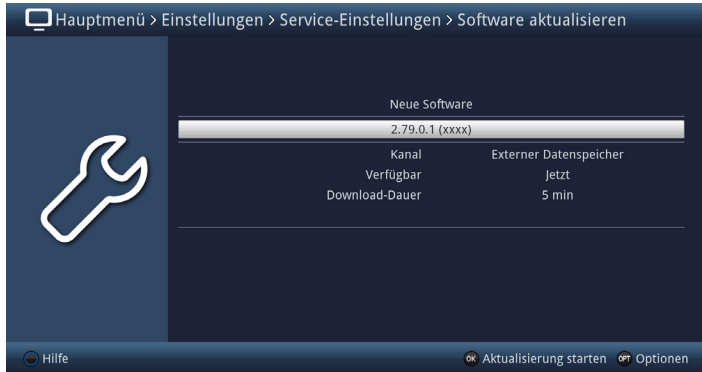 Hauptmenü > Einstellungen > Service-Einstellungen > Software aktualisieren
Neue Software
2.79.0.1 (xxxx)
Kanal Externer Datenspeicher
Verfügbar Jetzt
Download-Dauer 5 min
Hilfe OK Aktualisierung starten OPT Optionen